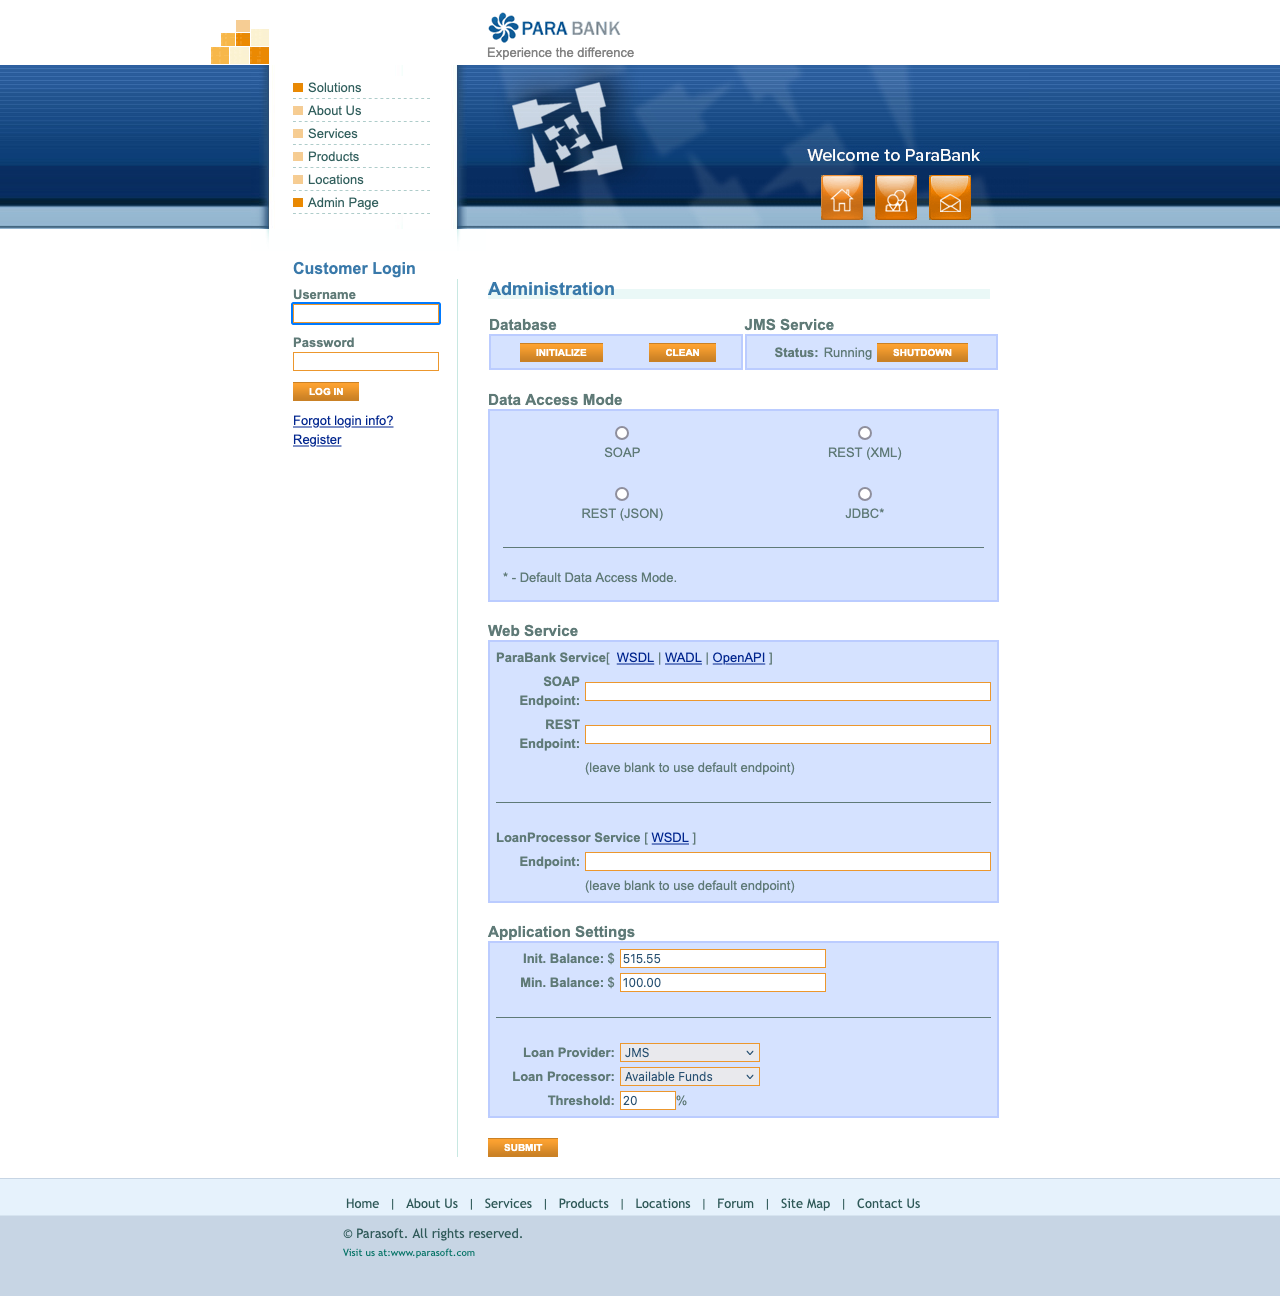 PARA BANK
Experience the difference
Solutions
About Us
Services
Products
Locations
Admin Page
Welcome to ParaBank
Customer Login
Username
Password
LOG IN
Forgot login info?
Register
Administration
Database
INITIALIZE CLEAN
JMS Service
Status: Running SHUTDOWN
Data Access Mode
SOAP REST (XML)
REST (JSON) JDBC*
* - Default Data Access Mode.
Web Service
ParaBank Service[ WSDL | WADL | OpenAPI ]
SOAP
Endpoint:
REST
Endpoint:
(leave blank to use default endpoint)
LoanProcessor Service [ WSDL ]
Endpoint:
(leave blank to use default endpoint)
Application Settings
Init. Balance: $ 515.55
Min. Balance: $ 100.00
Loan Provider: JMS
Loan Processor: Available Funds
Threshold: 20 %
SUBMIT
Home | About Us | Services | Products | Locations | Forum | Site Map | Contact Us
© Parasoft. All rights reserved.
Visit us at:www.parasoft.com